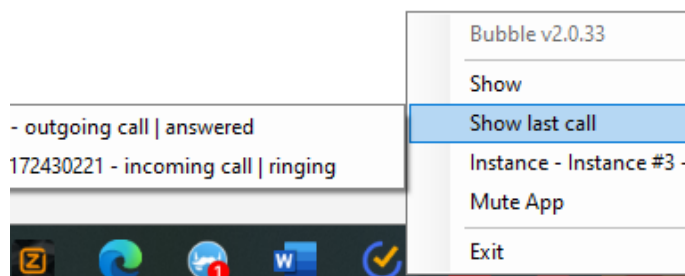 Bubble v2.0.33
Show
Show last call
- outgoing call | answered
172430221 - incoming call | ringing
Instance - Instance #3 -
Mute App
Exit
Z
1
W